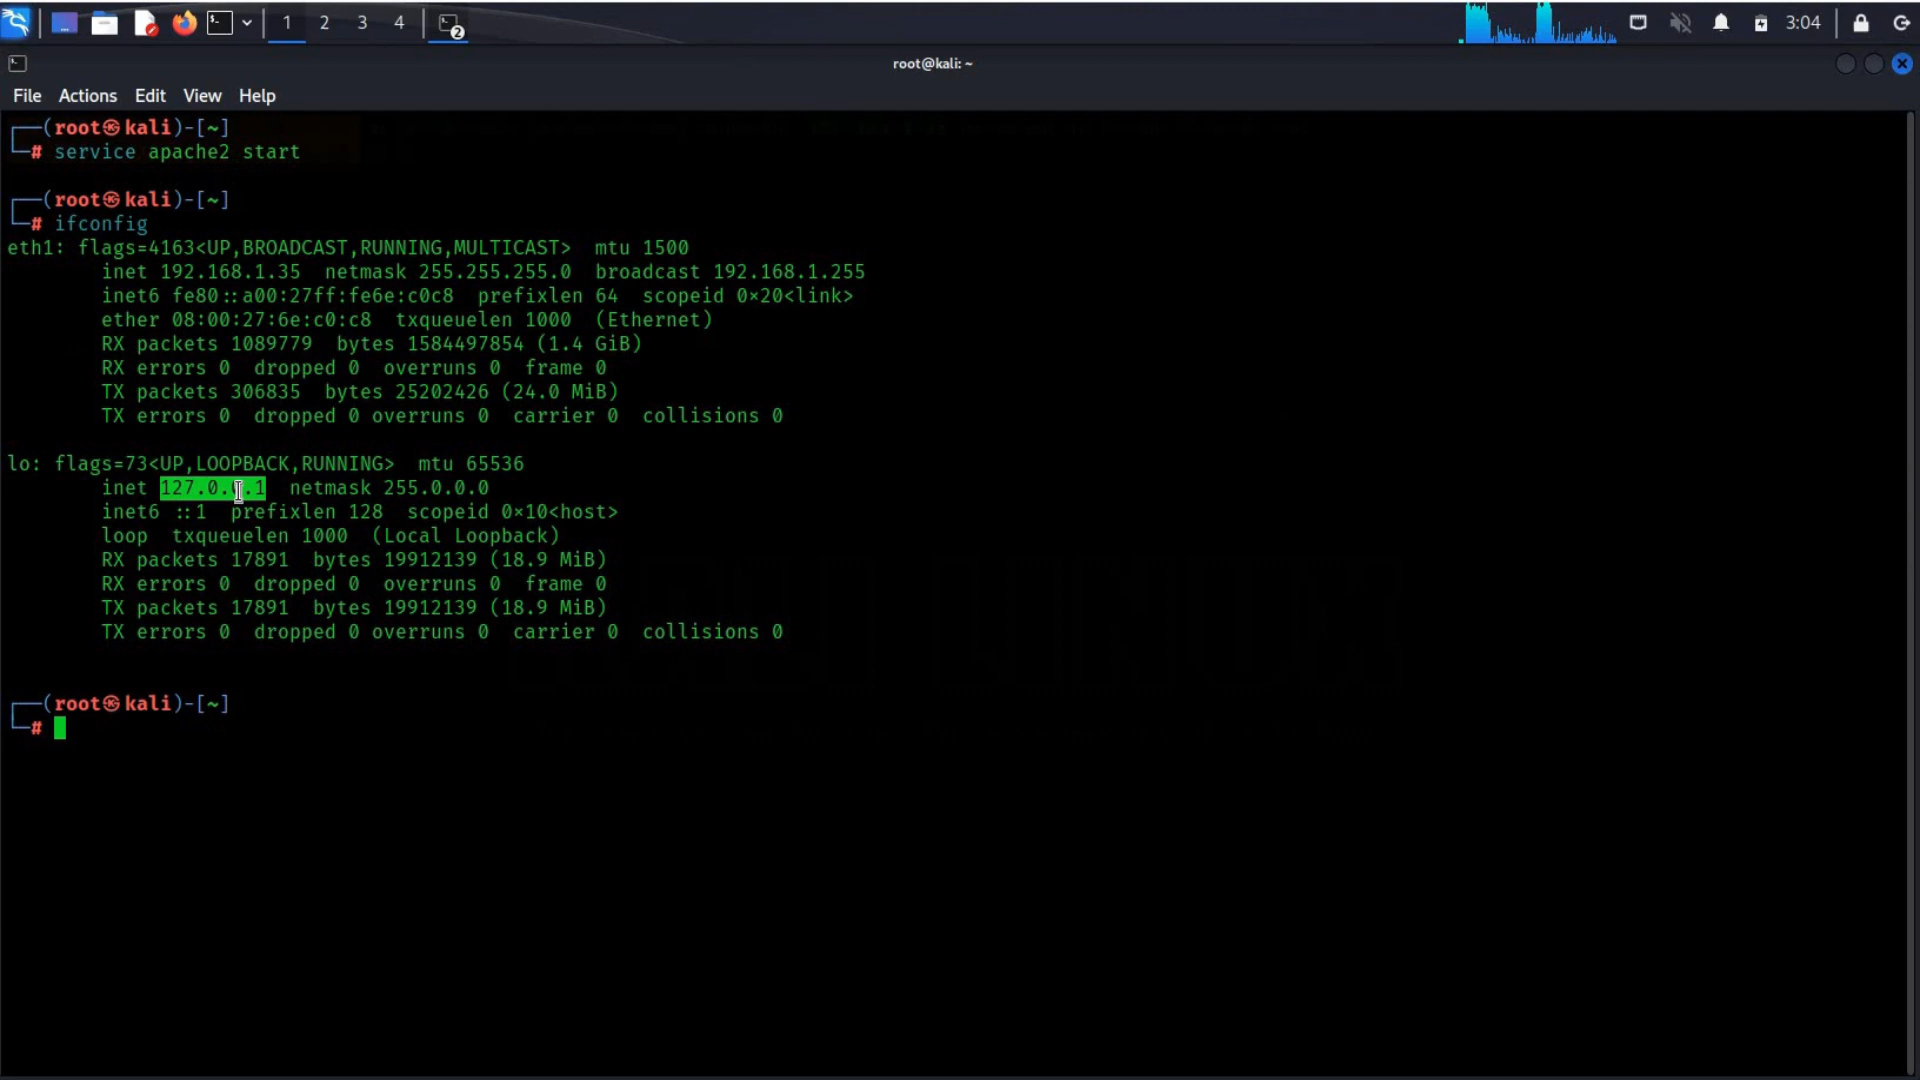 1 2 3 4 2 3:04
root@kali: ~
File Actions Edit View Help
┌──(root㉿kali)-[~]
└─# service apache2 start
┌──(root㉿kali)-[~]
└─# ifconfig
eth1: flags=4163<UP,BROADCAST,RUNNING,MULTICAST>  mtu 1500
inet 192.168.1.35  netmask 255.255.255.0  broadcast 192.168.1.255
inet6 fe80::a00:27ff:fe6e:c0c8  prefixlen 64  scopeid 0×20<link>
ether 08:00:27:6e:c0:c8  txqueuelen 1000  (Ethernet)
RX packets 1089779  bytes 1584497854 (1.4 GiB)
RX errors 0  dropped 0  overruns 0  frame 0
TX packets 306835  bytes 25202426 (24.0 MiB)
TX errors 0  dropped 0 overruns 0  carrier 0  collisions 0
lo: flags=73<UP,LOOPBACK,RUNNING>  mtu 65536
inet 127.0.0.1  netmask 255.0.0.0
inet6 ::1  prefixlen 128  scopeid 0×10<host>
loop  txqueuelen 1000  (Local Loopback)
RX packets 17891  bytes 19912139 (18.9 MiB)
RX errors 0  dropped 0  overruns 0  frame 0
TX packets 17891  bytes 19912139 (18.9 MiB)
TX errors 0  dropped 0 overruns 0  carrier 0  collisions 0
┌──(root㉿kali)-[~]
└─#